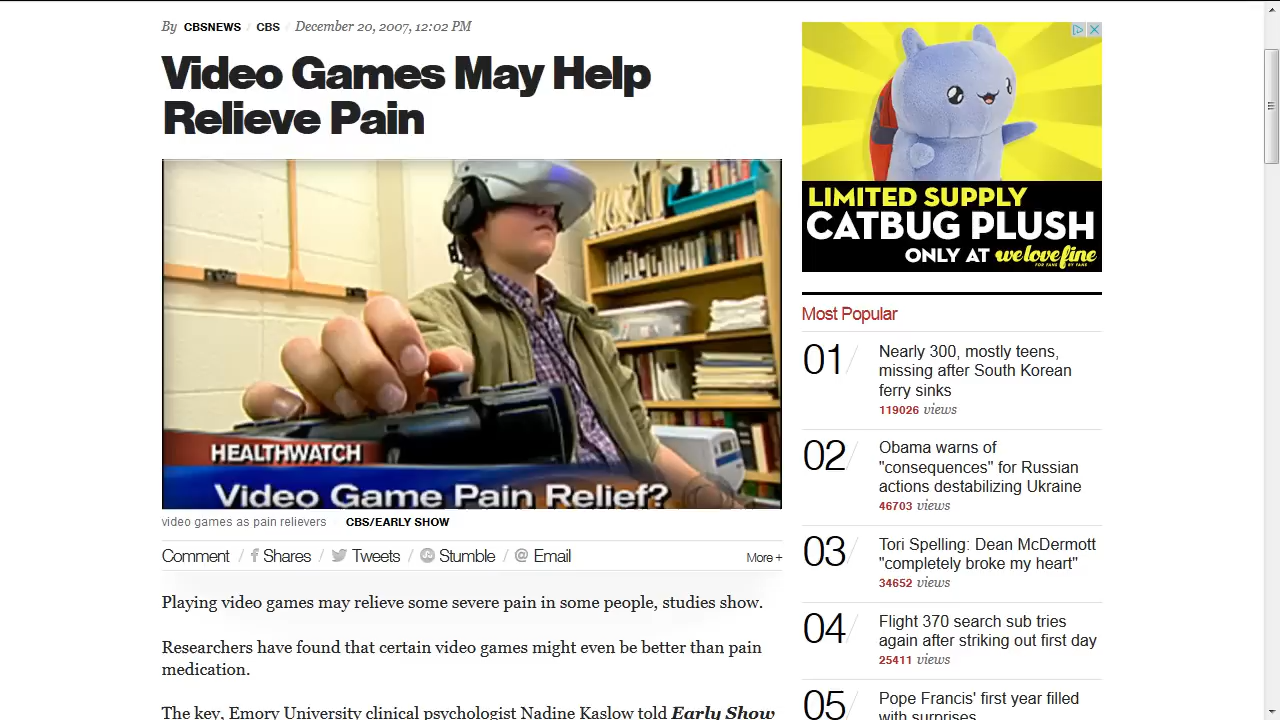 By CBSNEWS / CBS / December 20, 2007, 12:02 PM
Video Games May Help
Relieve Pain
HEALTHWATCH
Video Game Pain Relief?
video games as pain relievers CBS/EARLY SHOW
Comment / f Shares / Tweets / Stumble / @ Email More +
Playing video games may relieve some severe pain in some people, studies show.
Researchers have found that certain video games might even be better than pain
medication.
The key, Emory University clinical psychologist Nadine Kaslow told Early Show
LIMITED SUPPLY
CATBUG PLUSH
ONLY AT welovefine
FOR FANS BY FANS
Most Popular
01/ Nearly 300, mostly teens,
missing after South Korean
ferry sinks
119026 views
02/ Obama warns of
"consequences" for Russian
actions destabilizing Ukraine
46703 views
03/ Tori Spelling: Dean McDermott
"completely broke my heart"
34652 views
04/ Flight 370 search sub tries
again after striking out first day
25411 views
05/ Pope Francis' first year filled
with surprises